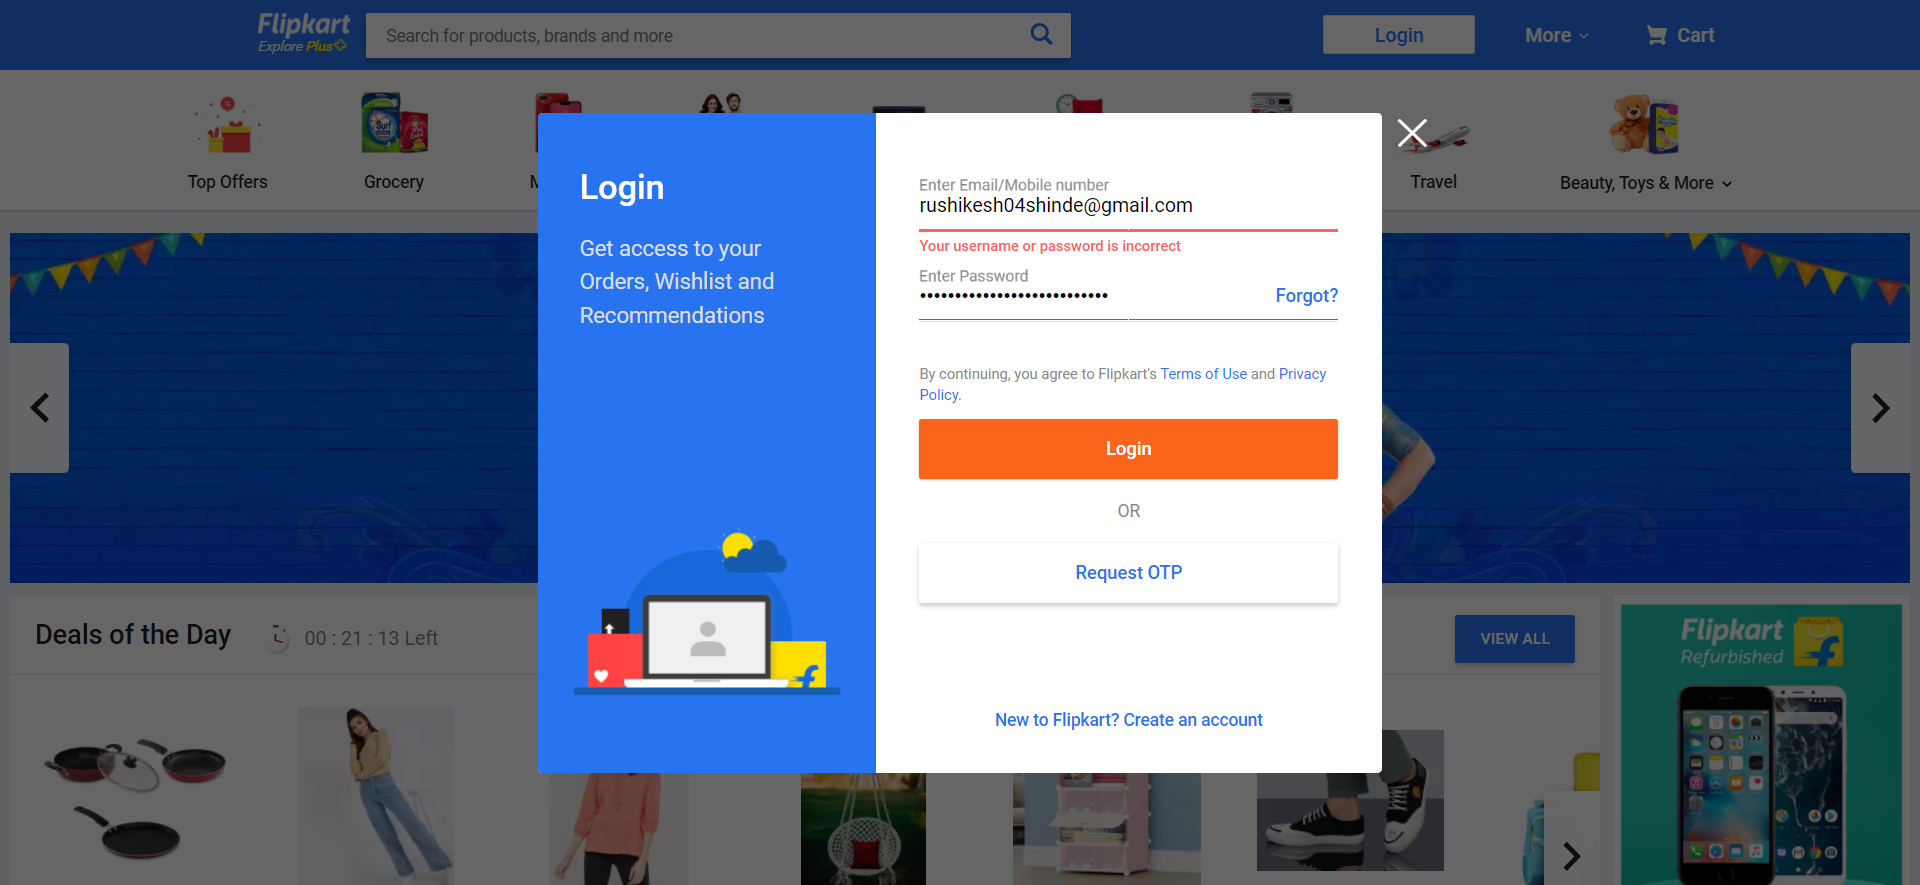 Flipkart
Explore Plus
Search for products, brands and more
Login
More
Cart
Top Offers
Grocery
M
Travel
Beauty, Toys & More
Login
Get access to your
Orders, Wishlist and
Recommendations
Enter Email/Mobile number
rushikesh04shinde@gmail.com
Your username or password is incorrect
Enter Password
Forgot?
By continuing, you agree to Flipkart's Terms of Use and Privacy
Policy.
Login
OR
Request OTP
New to Flipkart? Create an account
Deals of the Day
00 : 21 : 13 Left
VIEW ALL
Flipkart
Refurbished